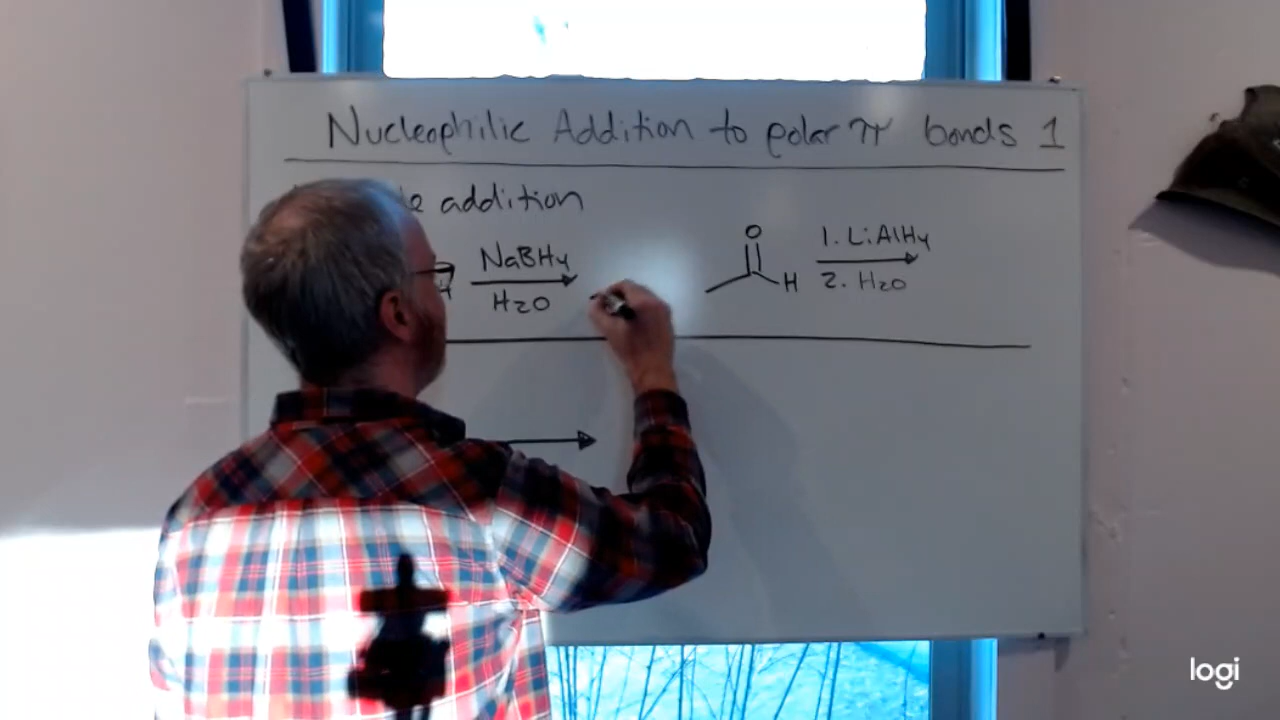 Nucleophilic Addition to polar π bonds 1
addition
NaBH4
H2O
O
H
1. LiAlH4
2. H2O
logi